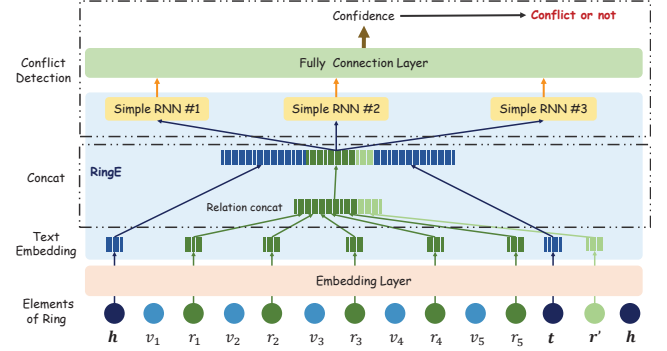 Confidence Conflict or not
Conflict Detection
Fully Connection Layer
Simple RNN #1 Simple RNN #2 Simple RNN #3
Concat
RingE
Relation concat
Text Embedding
Embedding Layer
Elements of Ring
h v1 r1 v2 r2 v3 r3 v4 r4 v5 r5 t r' h